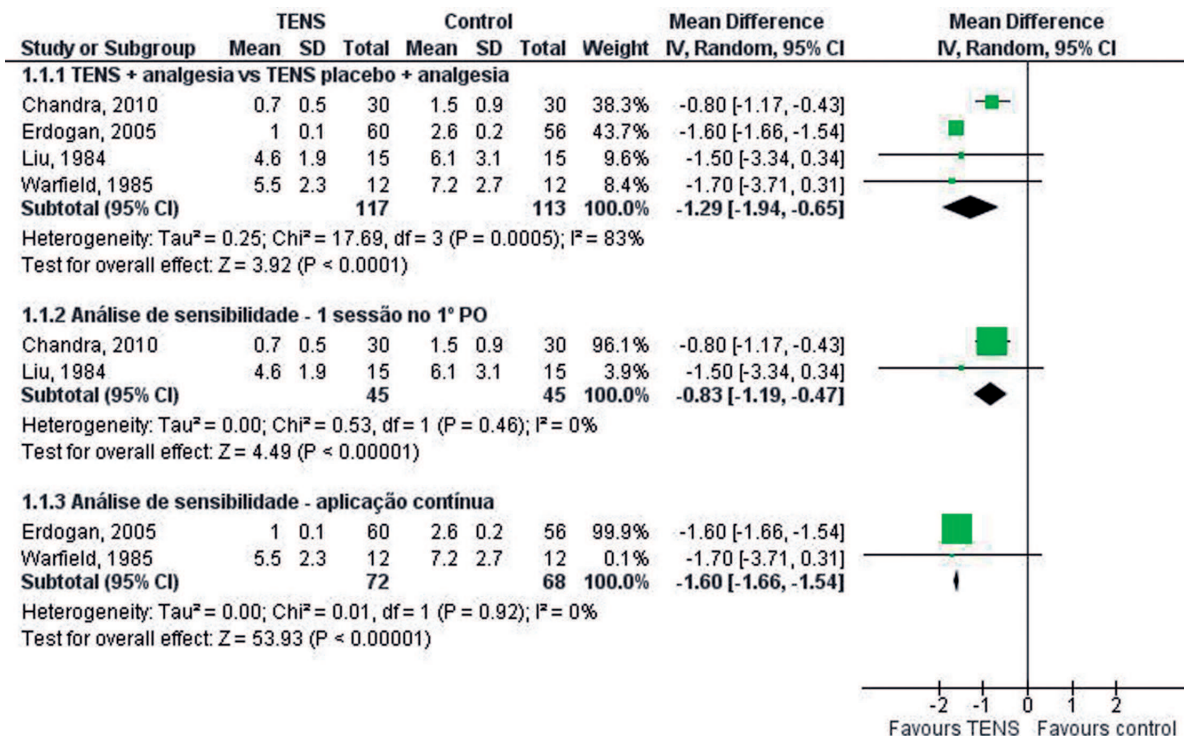 TENS Control Mean Difference Mean Difference
Study or Subgroup Mean SD Total Mean SD Total Weight IV, Random, 95% CI IV, Random, 95% CI
1.1.1 TENS + analgesia vs TENS placebo + analgesia
Chandra, 2010 0.7 0.5 30 1.5 0.9 30 38.3% -0.80 [-1.17, -0.43]
Erdogan, 2005 1 0.1 60 2.6 0.2 56 43.7% -1.60 [-1.66, -1.54]
Liu, 1984 4.6 1.9 15 6.1 3.1 15 9.6% -1.50 [-3.34, 0.34]
Warfield, 1985 5.5 2.3 12 7.2 2.7 12 8.4% -1.70 [-3.71, 0.31]
Subtotal (95% CI) 117 113 100.0% -1.29 [-1.94, -0.65]
Heterogeneity: Tau² = 0.25; Chi² = 17.69, df = 3 (P = 0.0005); I² = 83%
Test for overall effect: Z = 3.92 (P < 0.0001)
1.1.2 Análise de sensibilidade - 1 sessão no 1º PO
Chandra, 2010 0.7 0.5 30 1.5 0.9 30 96.1% -0.80 [-1.17, -0.43]
Liu, 1984 4.6 1.9 15 6.1 3.1 15 3.9% -1.50 [-3.34, 0.34]
Subtotal (95% CI) 45 45 100.0% -0.83 [-1.19, -0.47]
Heterogeneity: Tau² = 0.00; Chi² = 0.53, df = 1 (P = 0.46); I² = 0%
Test for overall effect: Z = 4.49 (P < 0.00001)
1.1.3 Análise de sensibilidade - aplicação contínua
Erdogan, 2005 1 0.1 60 2.6 0.2 56 99.9% -1.60 [-1.66, -1.54]
Warfield, 1985 5.5 2.3 12 7.2 2.7 12 0.1% -1.70 [-3.71, 0.31]
Subtotal (95% CI) 72 68 100.0% -1.60 [-1.66, -1.54]
Heterogeneity: Tau² = 0.00; Chi² = 0.01, df = 1 (P = 0.92); I² = 0%
Test for overall effect: Z = 53.93 (P < 0.00001)
-2 -1 0 1 2
Favours TENS Favours control